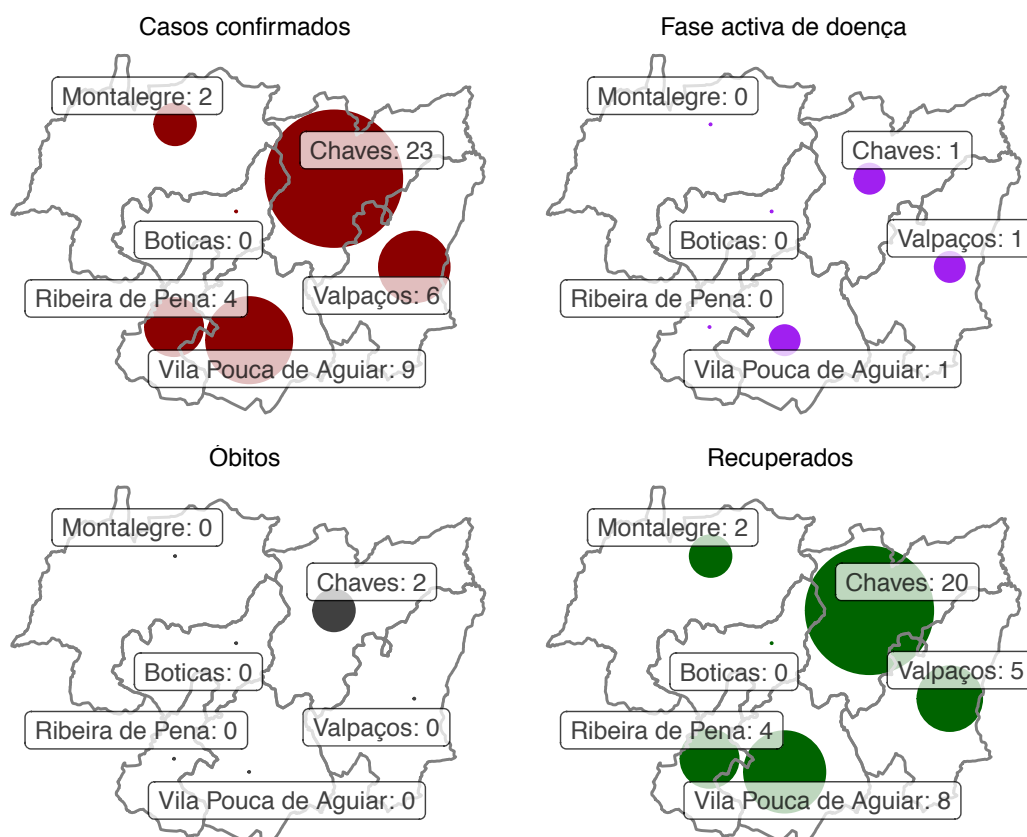 Casos confirmados
Montalegre: 2
Chaves: 23
Boticas: 0
Ribeira de Pena: 4
Valpaços: 6
Vila Pouca de Aguiar: 9
Fase activa de doença
Montalegre: 0
Chaves: 1
Boticas: 0
Valpaços: 1
Ribeira de Pena: 0
Vila Pouca de Aguiar: 1
Óbitos
Montalegre: 0
Chaves: 2
Boticas: 0
Ribeira de Pena: 0
Valpaços: 0
Vila Pouca de Aguiar: 0
Recuperados
Montalegre: 2
Chaves: 20
Boticas: 0
Valpaços: 5
Ribeira de Pena: 4
Vila Pouca de Aguiar: 8